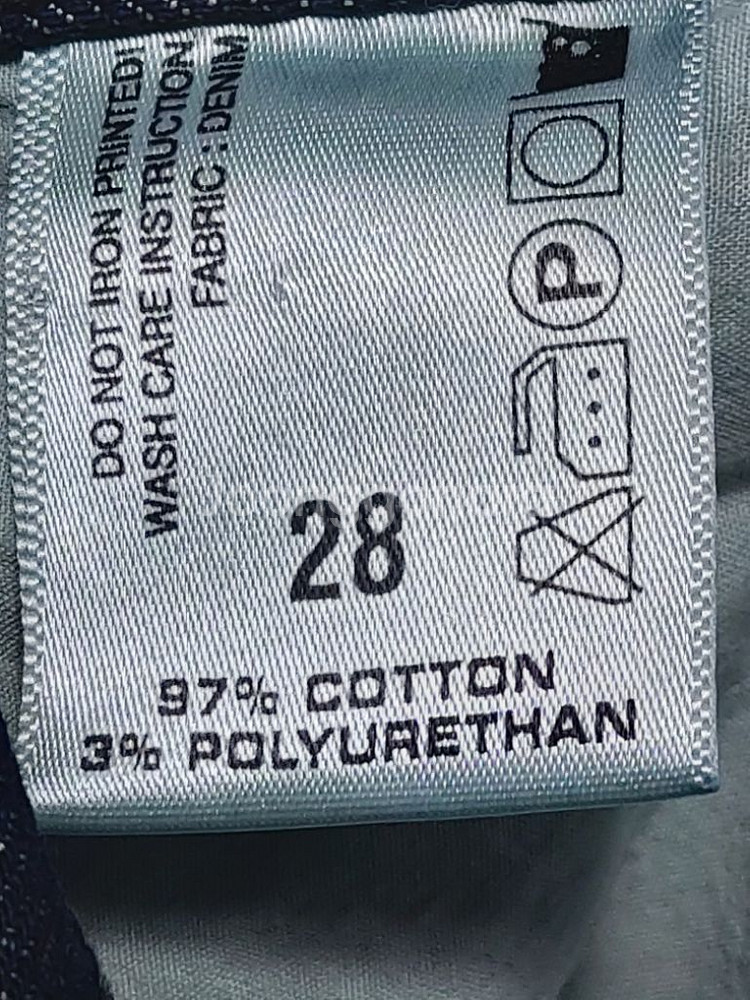 DO NOT IRON PRINTED!
WASH CARE INSTRUCTION
FABRIC : DENIM
P
28
97% COTTON
3% POLYURETHAN